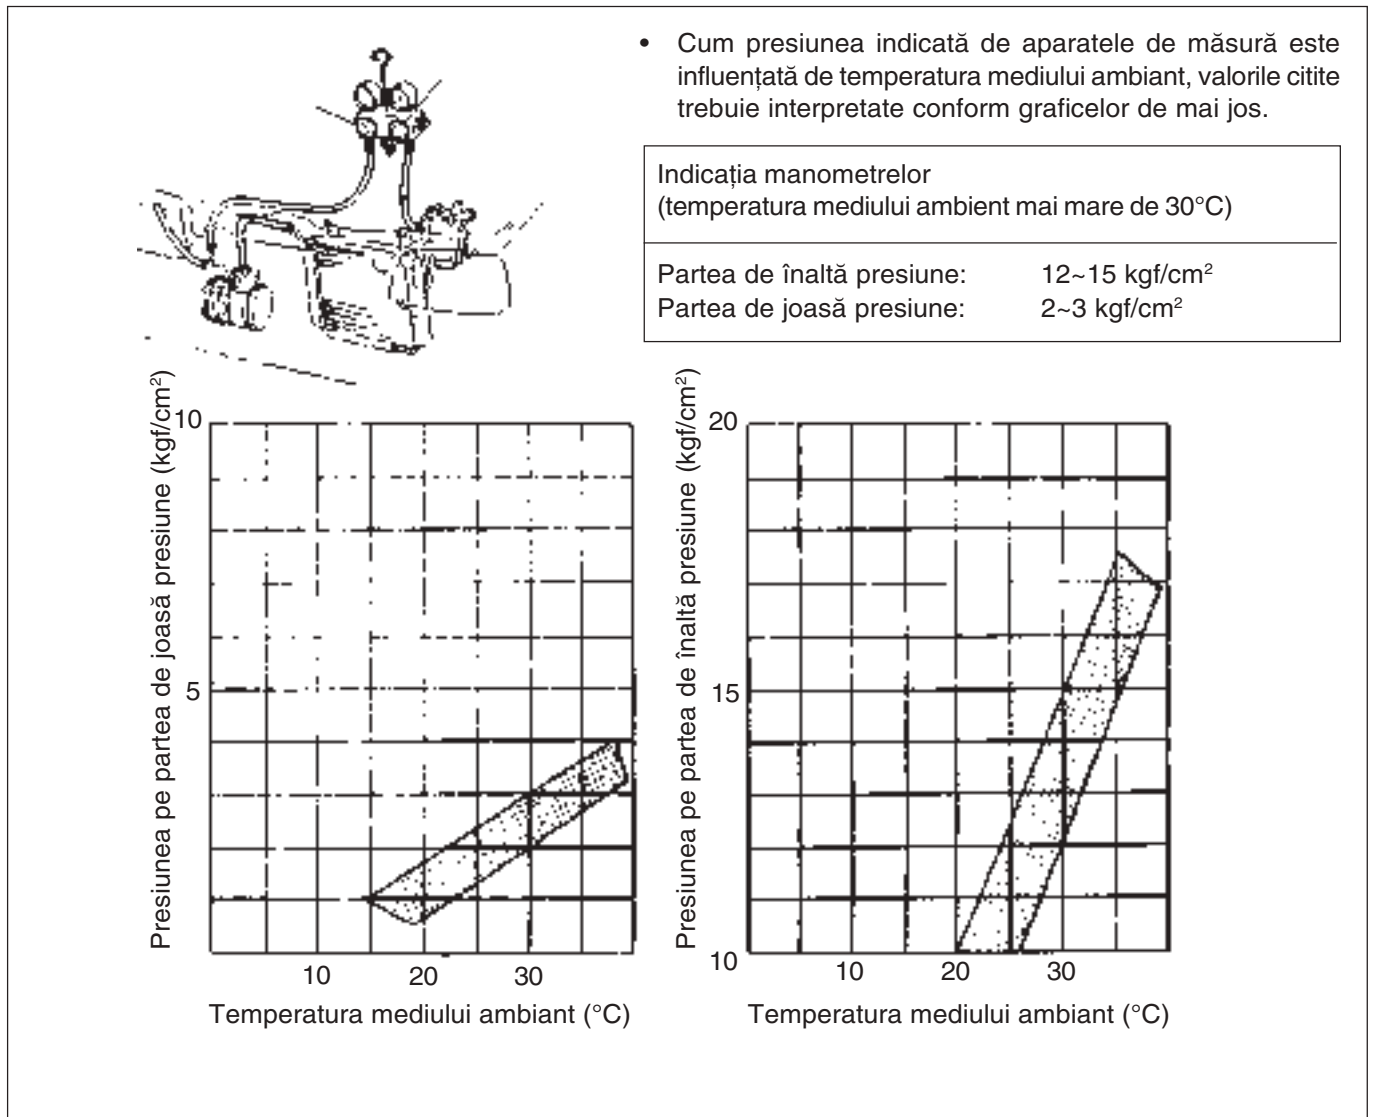 • Cum presiunea indicată de aparatele de măsură este
influențată de temperatura mediului ambiant, valorile citite
trebuie interpretate conform graficelor de mai jos.
Indicația manometrelor
(temperatura mediului ambient mai mare de 30°C)
Partea de înaltă presiune: 12~15 kgf/cm²
Partea de joasă presiune: 2~3 kgf/cm²
Presiunea pe partea de joasă presiune (kgf/cm²)
10
5
10 20 30
Temperatura mediului ambiant (°C)
Presiunea pe partea de înaltă presiune (kgf/cm²)
20
15
10
10 20 30
Temperatura mediului ambiant (°C)